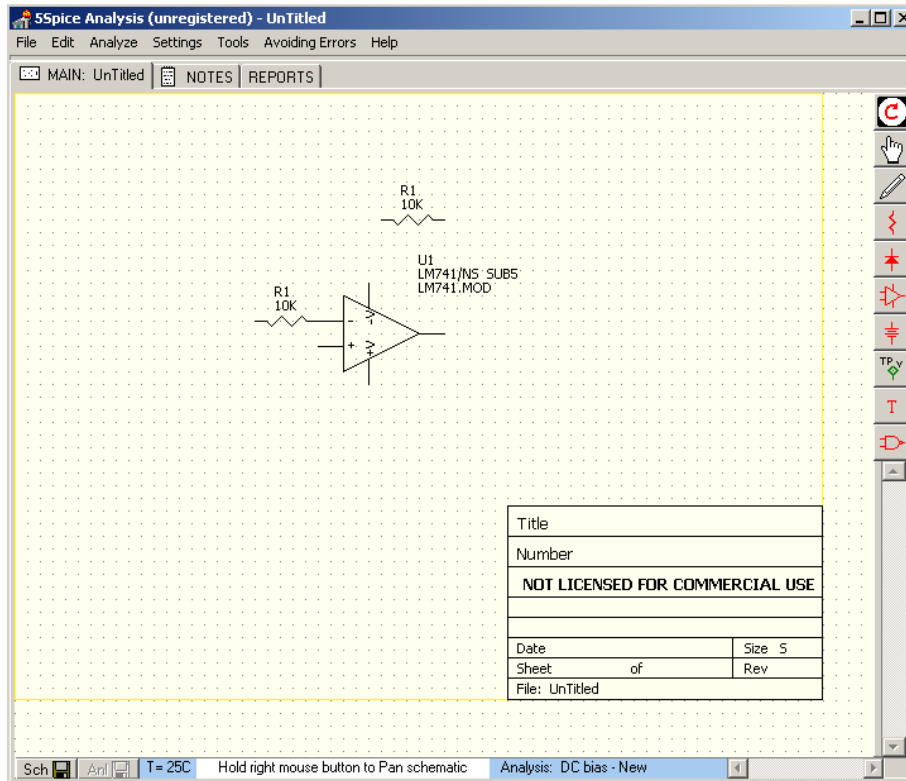 5Spice Analysis (unregistered) - UnTitled
File Edit Analyze Settings Tools Avoiding Errors Help
MAIN: UnTitled NOTES REPORTS
R1
10K
U1
LM741/NS SUB5
LM741.MOD
R1
10K
- V-
+ V+
TP v
T
Title
Number
NOT LICENSED FOR COMMERCIAL USE
Date Size S
Sheet of Rev
File: UnTitled
Sch Anl T= 25C Hold right mouse button to Pan schematic Analysis: DC bias - New